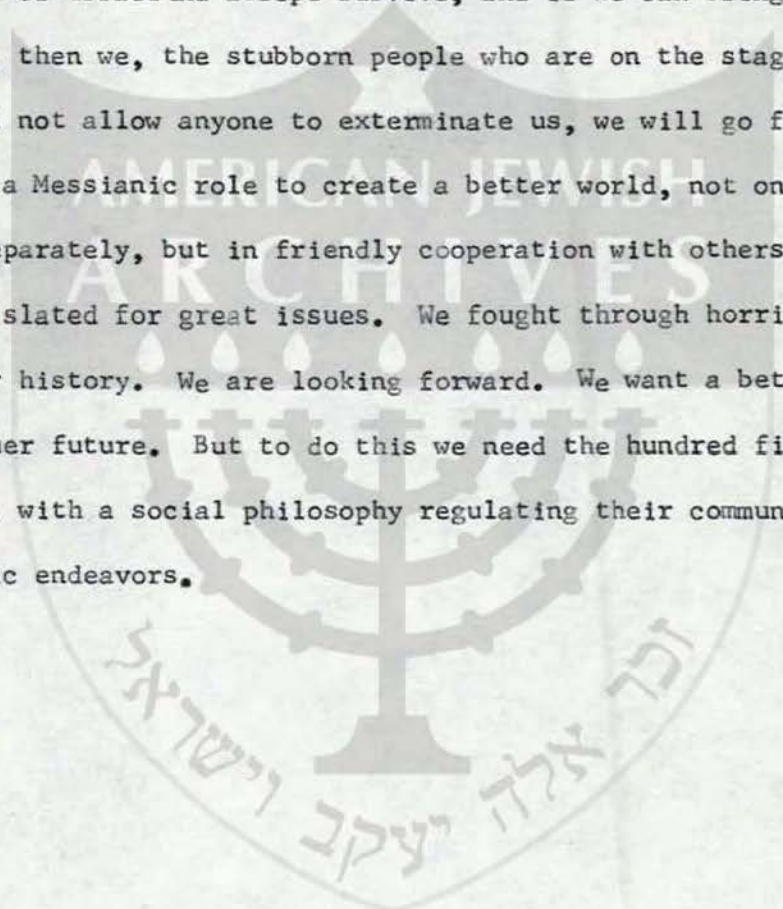 then we, the stubborn people who are on the stag
not allow anyone to exterminate us, we will go f
a Messianic role to create a better world, not on
parately, but in friendly cooperation with others
slated for great issues. We fought through horri
history. We are looking forward. We want a bet
er future. But to do this we need the hundred fi
with a social philosophy regulating their commun
c endeavors.
AMERICAN JEWISH
ARCHIVES
זכר אלה יעקב וישראל